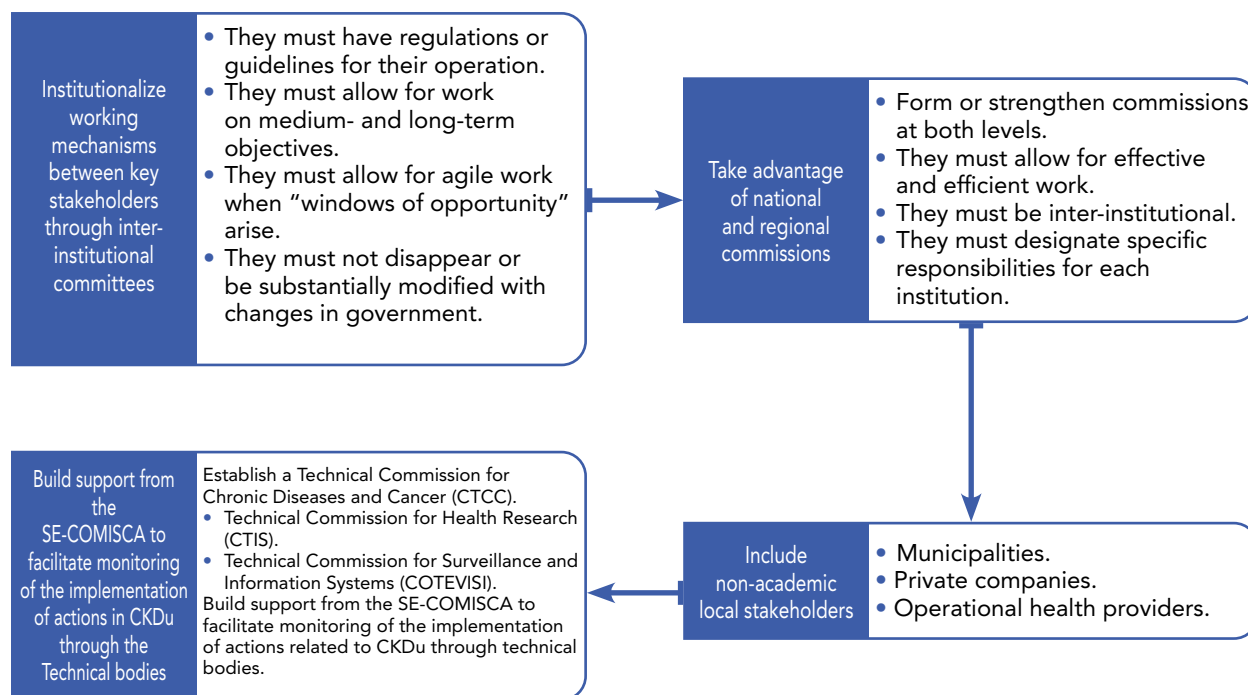 Institutionalize
working
mechanisms
between key
stakeholders
through inter-
institutional
committees
• They must have regulations or
guidelines for their operation.
• They must allow for work
on medium- and long-term
objectives.
• They must allow for agile work
when “windows of opportunity”
arise.
• They must not disappear or
be substantially modified with
changes in government.
Take advantage
of national
and regional
commissions
• Form or strengthen commissions
at both levels.
• They must allow for effective
and efficient work.
• They must be inter-institutional.
• They must designate specific
responsibilities for each
institution.
Include
non-academic
local stakeholders
• Municipalities.
• Private companies.
• Operational health providers.
Build support from
the
SE-COMISCA to
facilitate monitoring
of the implementation
of actions in CKDu
through the
Technical bodies
Establish a Technical Commission for
Chronic Diseases and Cancer (CTCC).
• Technical Commission for Health Research
(CTIS).
• Technical Commission for Surveillance and
Information Systems (COTEVISI).
Build support from the SE-COMISCA to
facilitate monitoring of the implementation
of actions related to CKDu through technical
bodies.